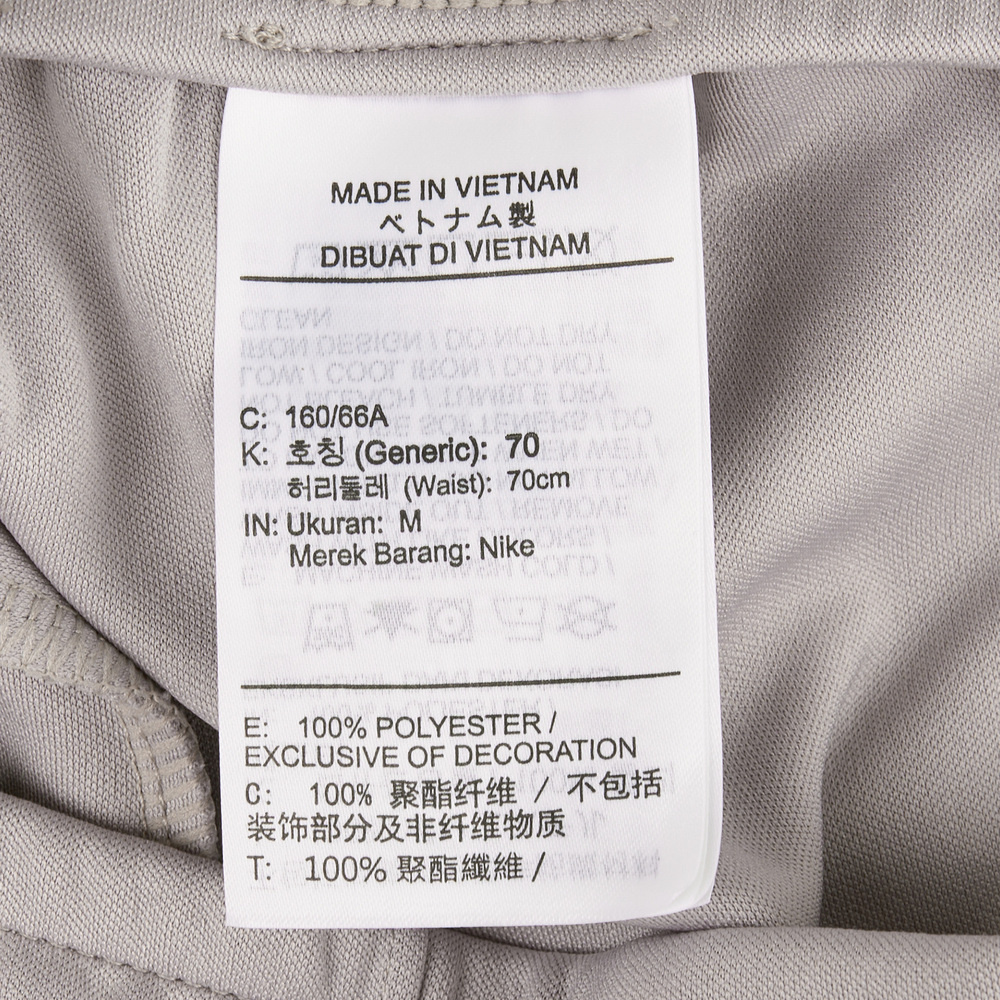 MADE IN VIETNAM
ベトナム製
DIBUAT DI VIETNAM
C: 160/66A
K: 호칭 (Generic): 70
허리둘레 (Waist): 70cm
IN: Ukuran: M
Merek Barang: Nike
E: 100% POLYESTER /
EXCLUSIVE OF DECORATION
C: 100% 聚酯纤维 / 不包括
装饰部分及非纤维物质
T: 100% 聚酯纖維 /